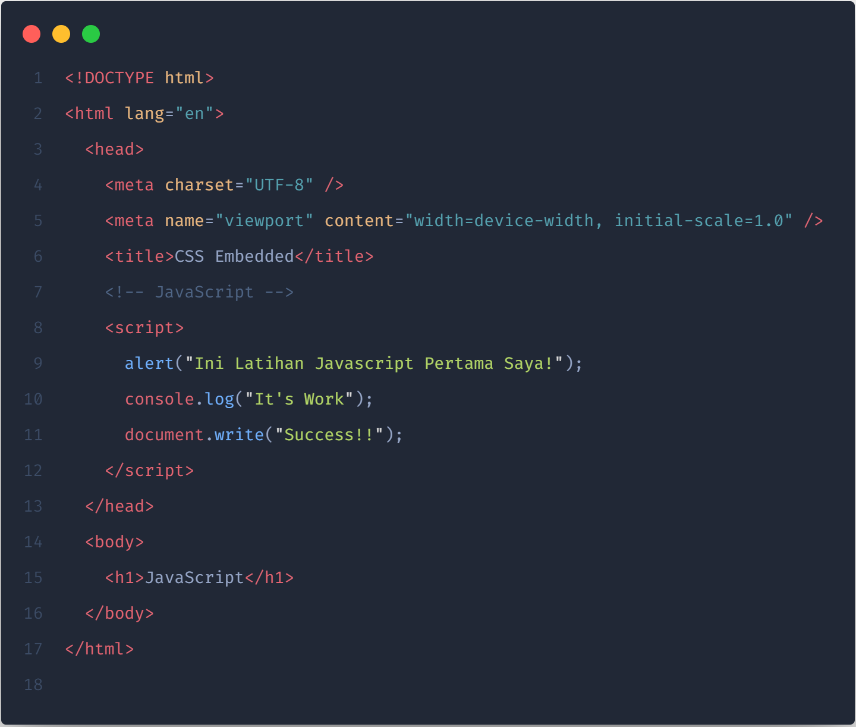 1 <!DOCTYPE html>
2 <html lang="en">
3 <head>
4 <meta charset="UTF-8" />
5 <meta name="viewport" content="width=device-width, initial-scale=1.0" />
6 <title>CSS Embedded</title>
7 <!-- JavaScript -->
8 <script>
9 alert("Ini Latihan Javascript Pertama Saya!");
10 console.log("It's Work");
11 document.write("Success!!");
12 </script>
13 </head>
14 <body>
15 <h1>JavaScript</h1>
16 </body>
17 </html>
18